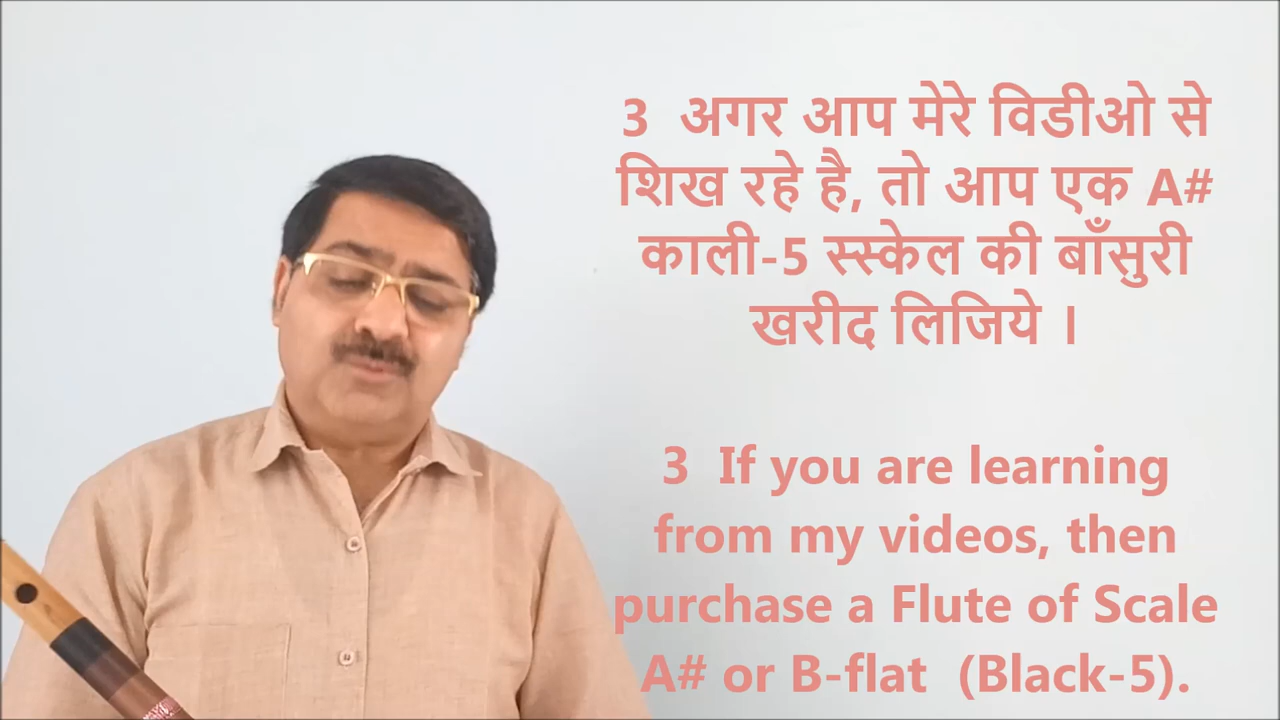 3 अगर आप मेरे विडीओ से
शिख रहे है, तो आप एक A#
काली-5 स्स्केल की बाँसुरी
खरीद लिजिये ।
3 If you are learning
from my videos, then
purchase a Flute of Scale
A# or B-flat (Black-5).